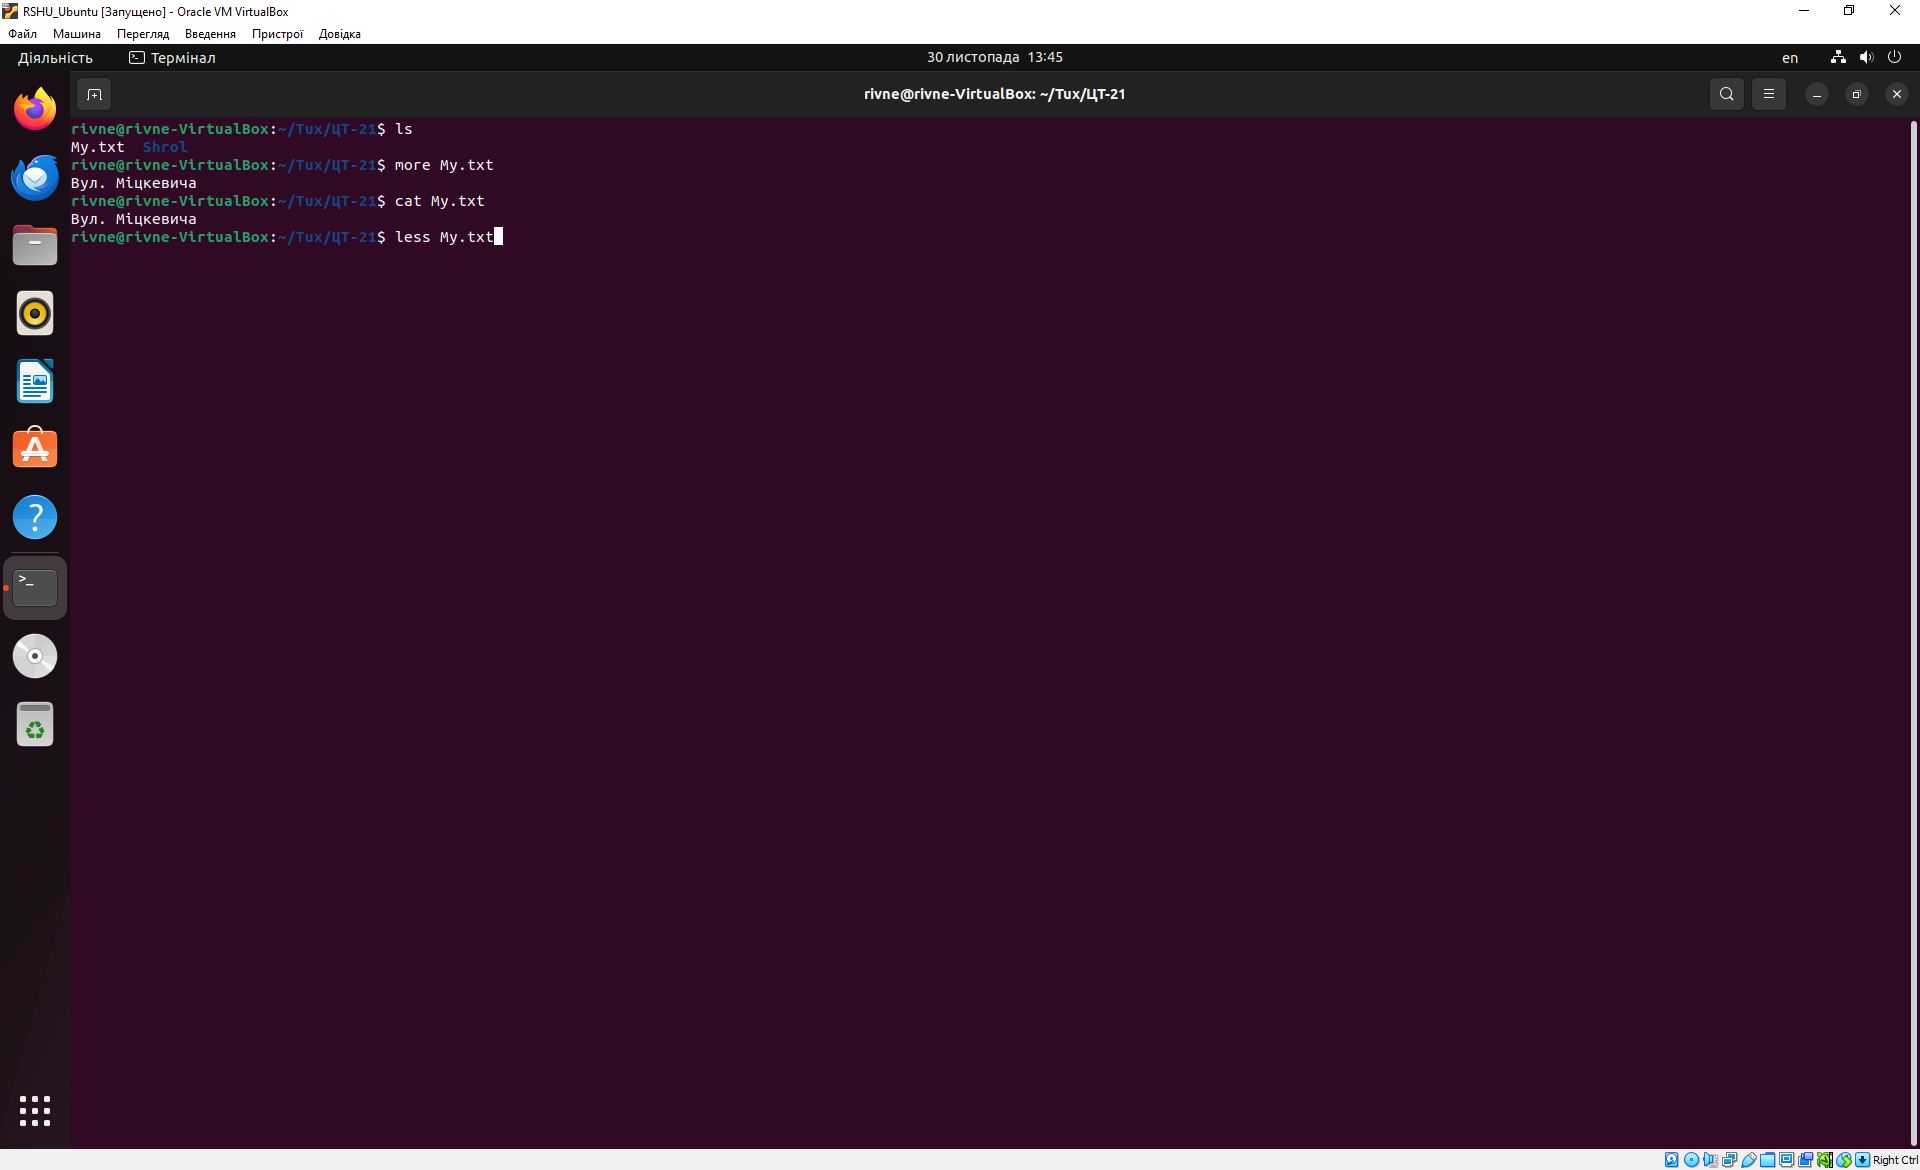 RSHU_Ubuntu [Запущено] - Oracle VM VirtualBox
Файл Машина Перегляд Введення Пристрої Довідка
Діяльність Термінал 30 листопада 13:45 en
rivne@rivne-VirtualBox: ~/Tux/ЦТ-21
rivne@rivne-VirtualBox:~/Tux/ЦТ-21$ ls
My.txt Shrol
rivne@rivne-VirtualBox:~/Tux/ЦТ-21$ more My.txt
Вул. Міцкевича
rivne@rivne-VirtualBox:~/Tux/ЦТ-21$ cat My.txt
Вул. Міцкевича
rivne@rivne-VirtualBox:~/Tux/ЦТ-21$ less My.txt
Right Ctrl